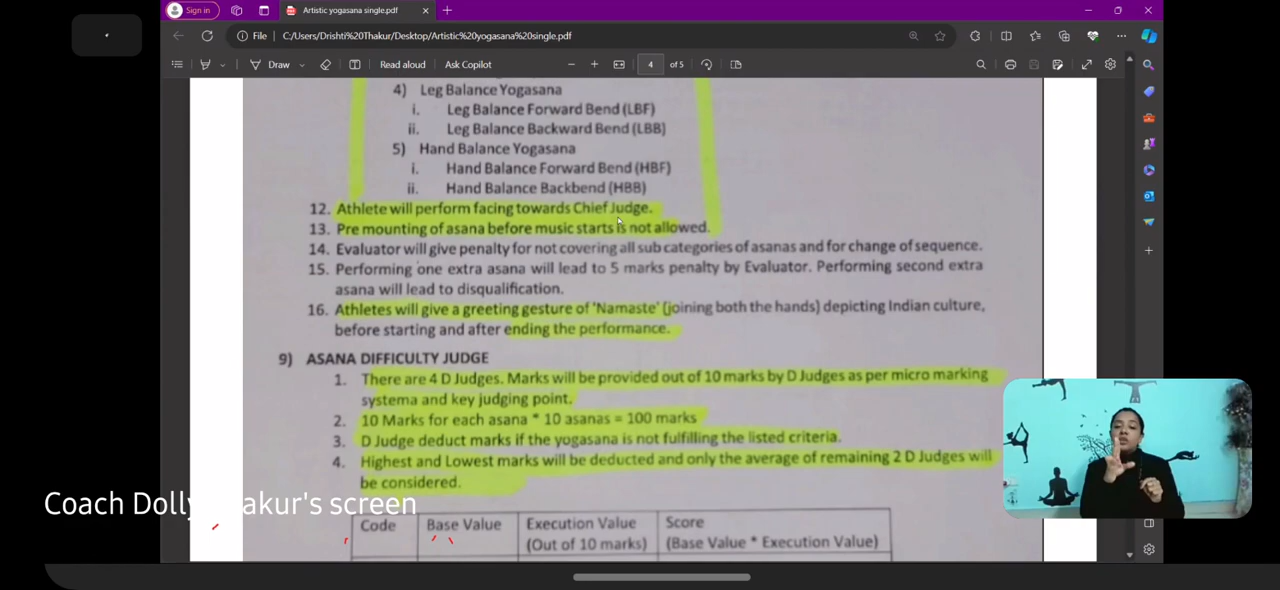 Sign in
Artistic yogasana single.pdf
File
C:/Users/Drishti%20Thakur/Desktop/Artistic%20yogasana%20single.pdf
Draw
Read aloud
Ask Copilot
4
of 5
4) Leg Balance Yogasana
i. Leg Balance Forward Bend (LBF)
ii. Leg Balance Backward Bend (LBB)
5) Hand Balance Yogasana
i. Hand Balance Forward Bend (HBF)
ii. Hand Balance Backbend (HBB)
12. Athlete will perform facing towards Chief Judge.
13. Pre mounting of asana before music starts is not allowed.
14. Evaluator will give penalty for not covering all sub categories of asanas and for change of sequence.
15. Performing one extra asana will lead to 5 marks penalty by Evaluator. Performing second extra
asana will lead to disqualification.
16. Athletes will give a greeting gesture of 'Namaste' (joining both the hands) depicting Indian culture,
before starting and after ending the performance.
9) ASANA DIFFICULTY JUDGE
1. There are 4 D Judges. Marks will be provided out of 10 marks by D Judges as per micro marking
systema and key judging point.
2. 10 Marks for each asana * 10 asanas = 100 marks
3. D Judge deduct marks if the yogasana is not fulfilling the listed criteria.
4. Highest and Lowest marks will be deducted and only the average of remaining 2 D Judges will
be considered.
Coach Dolly Thakur's screen
Code
Base Value
Execution Value
(Out of 10 marks)
Score
(Base Value * Execution Value)